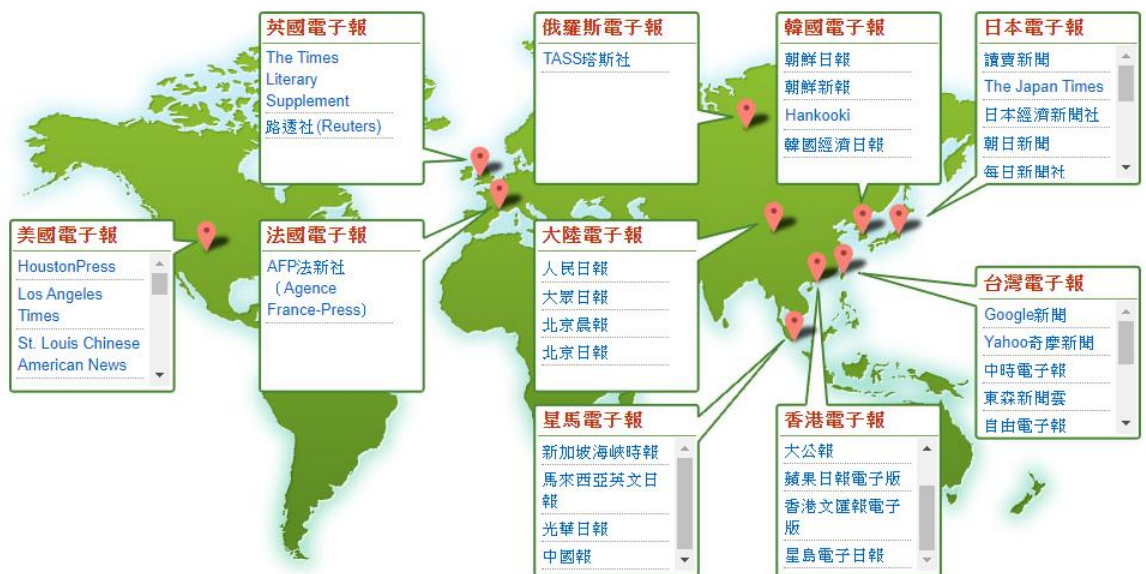 英國電子報
The Times
Literary
Supplement
路透社(Reuters)
俄羅斯電子報
TASS塔斯社
韓國電子報
朝鮮日報
朝鮮新報
Hankooki
韓國經濟日報
日本電子報
讀賣新聞
The Japan Times
日本經濟新聞社
朝日新聞
每日新聞社
美國電子報
HoustonPress
Los Angeles
Times
St. Louis Chinese
American News
法國電子報
AFP法新社
(Agence
France-Press)
大陸電子報
人民日報
大眾日報
北京晨報
北京日報
台灣電子報
Google新聞
Yahoo奇摩新聞
中時電子報
東森新聞雲
自由電子報
星馬電子報
新加坡海峽時報
馬來西亞英文日
報
光華日報
中國報
香港電子報
大公報
蘋果日報電子版
香港文匯報電子
版
星島電子日報